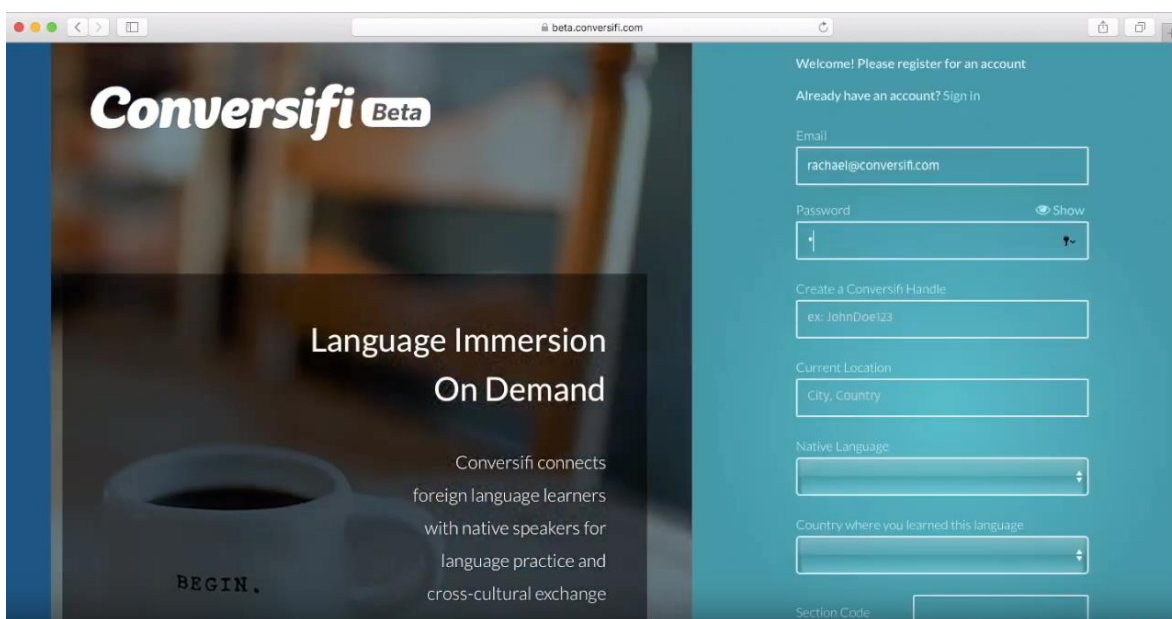 beta.conversifi.com
Conversifi Beta
Language Immersion
On Demand
Conversifi connects
foreign language learners
with native speakers for
language practice and
cross-cultural exchange
BEGIN.
Welcome! Please register for an account
Already have an account? Sign in
Email
rachael@conversifi.com
Password Show
Create a Conversifi Handle
ex: JohnDoe123
Current Location
City, Country
Native Language
Country where you learned this language
Section Code